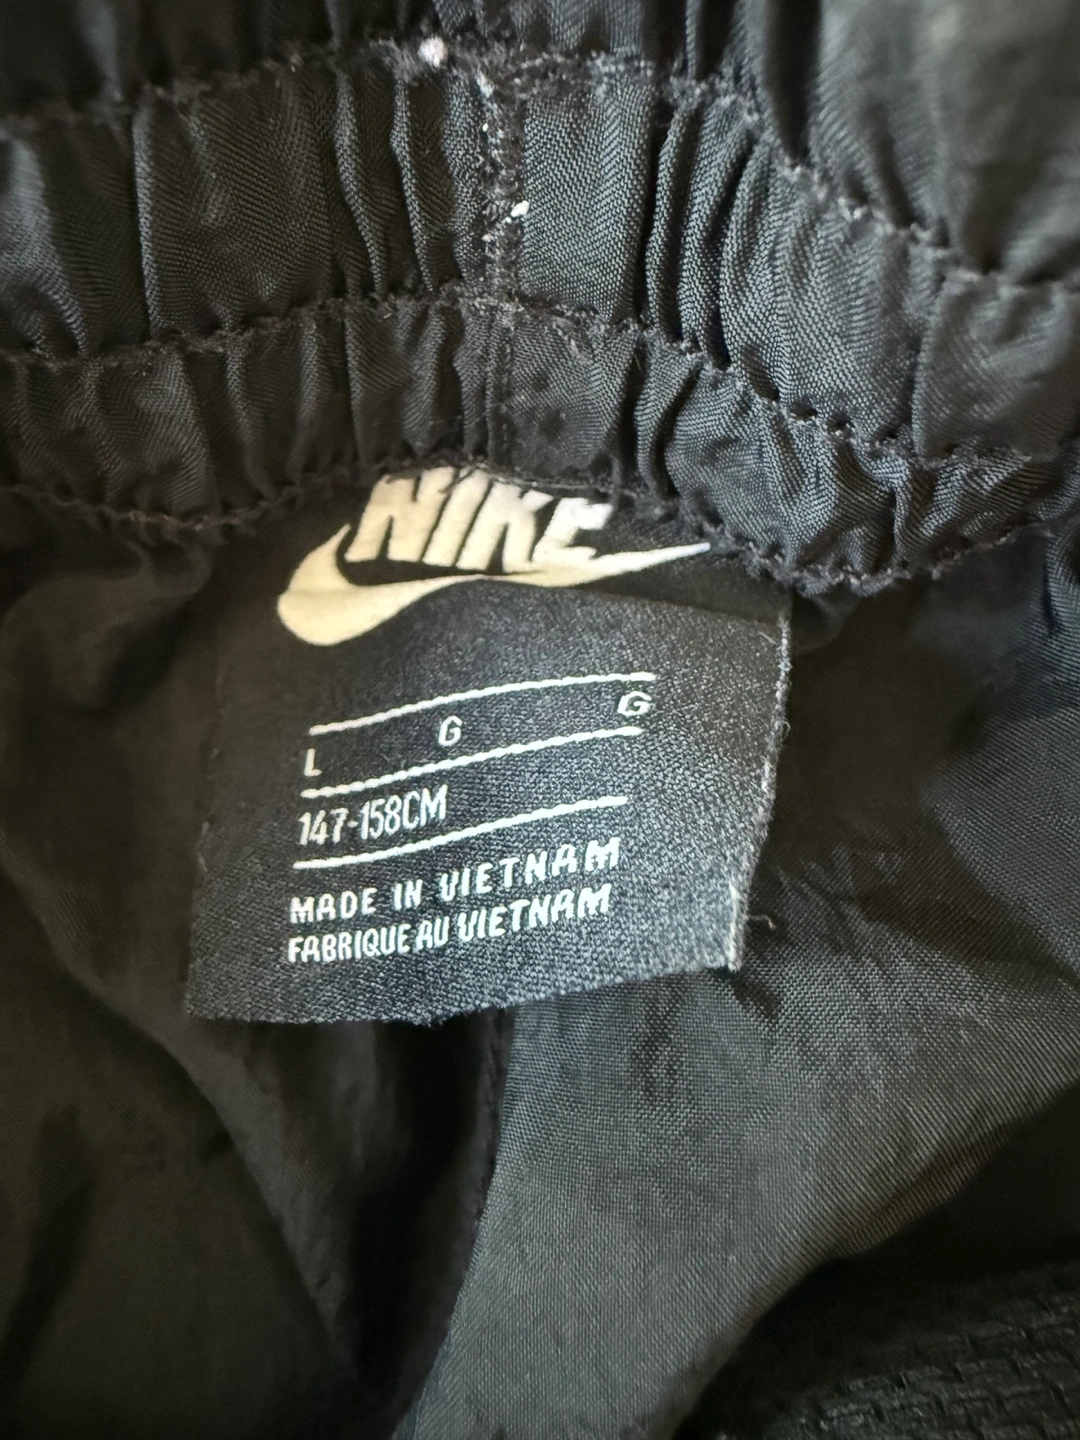 NIKE
L G G
147-158CM
MADE IN VIETNAM
FABRIQUE AU VIETNAM